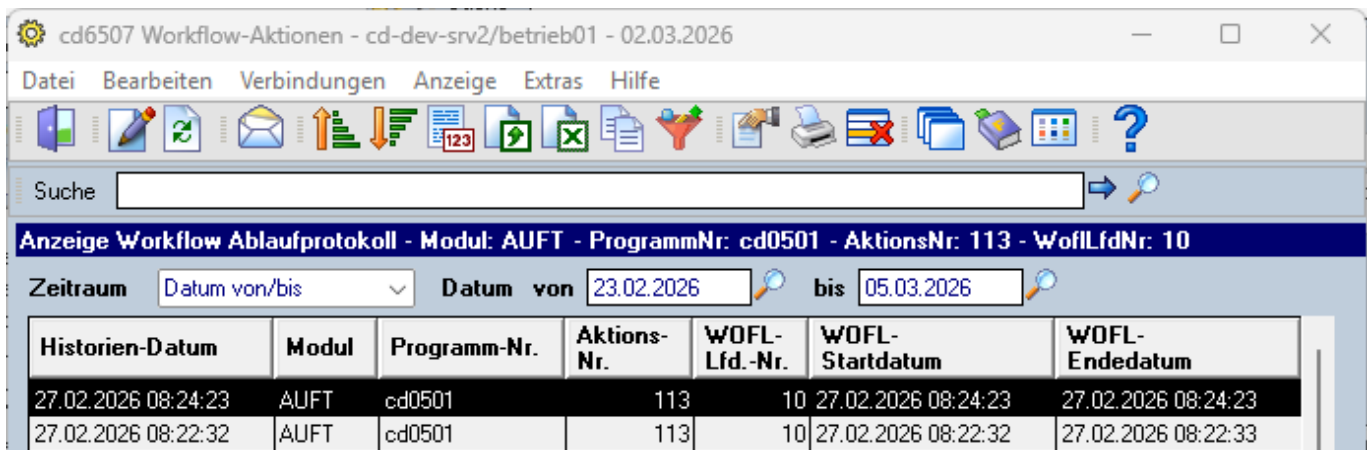 cd6507 Workflow-Aktionen - cd-dev-srv2/betrieb01 - 02.03.2026
Datei Bearbeiten Verbindungen Anzeige Extras Hilfe
123
Suche
Anzeige Workflow Ablaufprotokoll - Modul: AUFT - ProgrammNr: cd0501 - AktionsNr: 113 - WoflLfdNr: 10
Zeitraum Datum von/bis Datum von 23.02.2026 bis 05.03.2026
Historien-Datum Modul Programm-Nr. Aktions-Nr. WOFL-Lfd.-Nr. WOFL-Startdatum WOFL-Endedatum
27.02.2026 08:24:23 AUFT cd0501 113 10 27.02.2026 08:24:23 27.02.2026 08:24:23
27.02.2026 08:22:32 AUFT cd0501 113 10 27.02.2026 08:22:32 27.02.2026 08:22:33